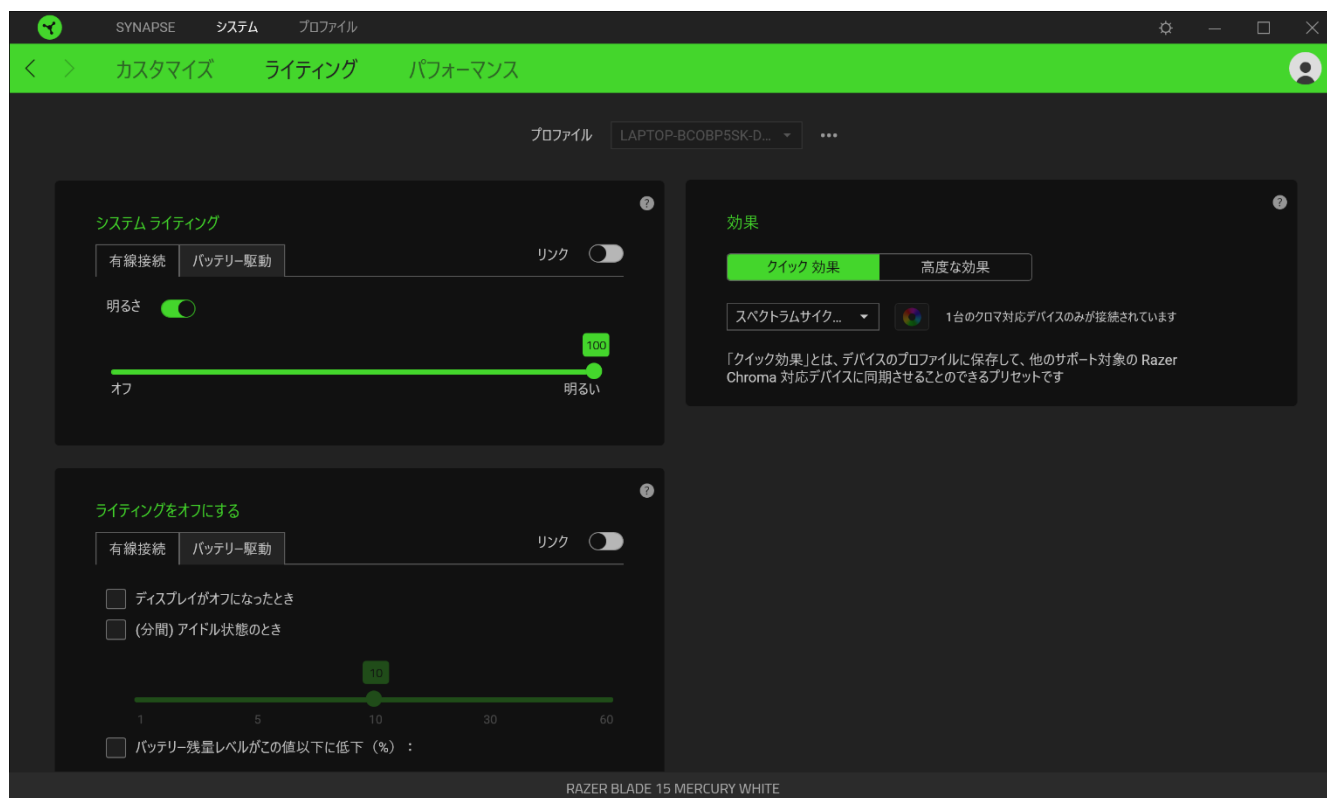 SYNAPSE システム プロファイル
カスタマイズ ライティング パフォーマンス
プロファイル LAPTOP-BCOBP5SK-D... •••
システム ライティング
有線接続 バッテリー駆動 リンク
明るさ
100
オフ 明るい
効果
クイック 効果 高度な効果
スペクトラムサイク... 1台のクロマ対応デバイスのみが接続されています
「クイック効果」とは、デバイスのプロファイルに保存して、他のサポート対象の Razer
Chroma 対応デバイスに同期させることのできるプリセットです
ライティングをオフにする
有線接続 バッテリー駆動 リンク
ディスプレイがオフになったとき
(分間) アイドル状態のとき
10
1 5 10 30 60
バッテリー残量レベルがこの値以下に低下（%）：
RAZER BLADE 15 MERCURY WHITE